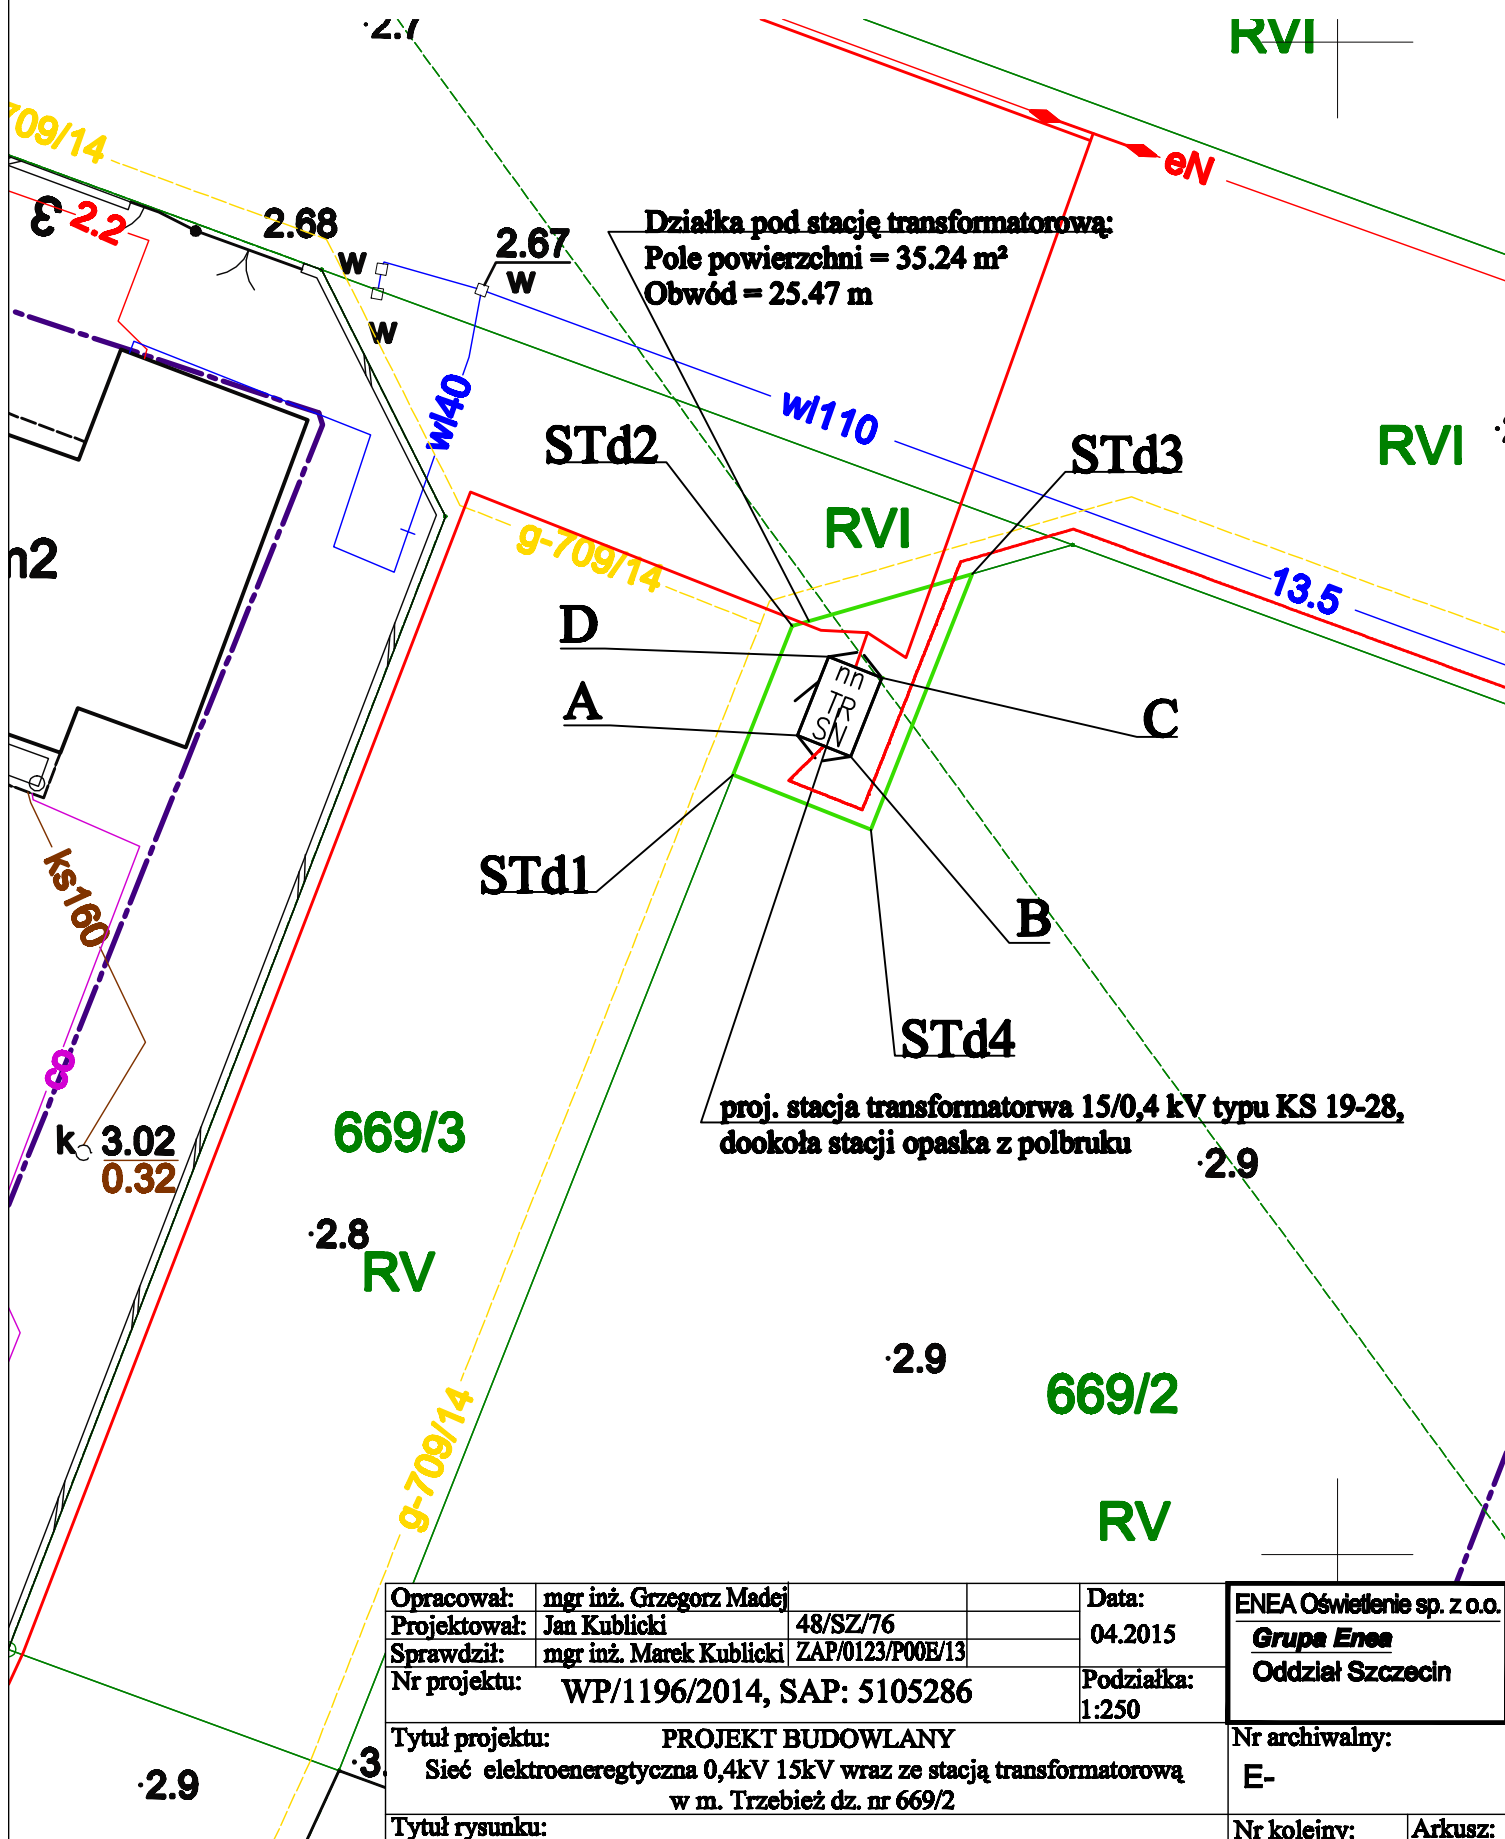 ·2.7
RVI
709/14
eN
3
2.2
2.68
w
2.67
w
w
Działka pod stację transformatorową:
Pole powierzchni = 35.24 m²
Obwód = 25.47 m
wl40
wl110
STd2
STd3
RVI
RVI
g-709/14
13.5
D
nn
TR
SN
A
C
STd1
B
ks160
STd4
8
proj. stacja transformatorwa 15/0,4 kV typu KS 19-28,
dookoła stacji opaska z polbruku
669/3
k 3.02
0.32
·2.9
·2.8
RV
·2.9
669/2
g-709/14
RV
Opracował: mgr inż. Grzegorz Madej
Data:
04.2015
Projektował: Jan Kublicki 48/SZ/76
Sprawdził: mgr inż. Marek Kublicki ZAP/0123/P00E/13
ENEA Oświetlenie sp. z o.o.
Grupa Enea
Oddział Szczecin
Nr projektu: WP/1196/2014, SAP: 5105286
Podziałka:
1:250
Tytuł projektu: PROJEKT BUDOWLANY
Sieć elektroeneregtyczna 0,4kV 15kV wraz ze stacją transformatorową
w m. Trzebież dz. nr 669/2
Nr archiwalny:
E-
·3.
·2.9
Tytuł rysunku:
Nr kolejny:
Arkusz: